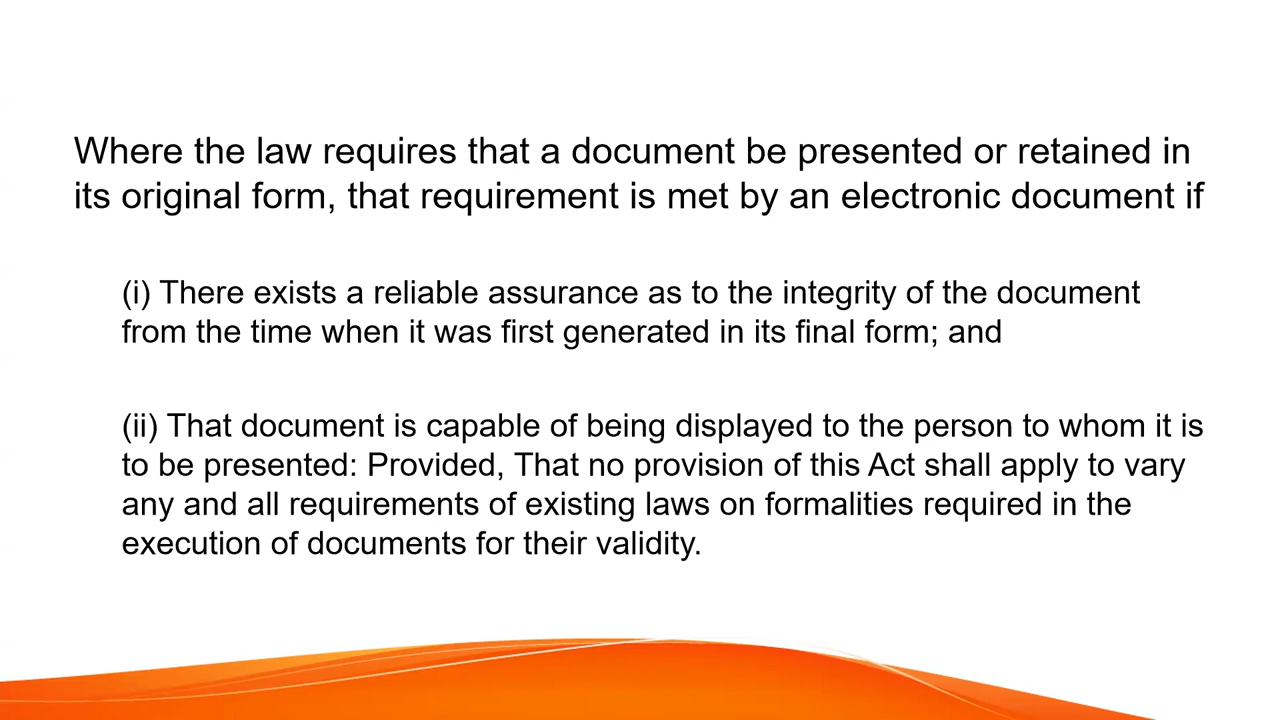 Where the law requires that a document be presented or retained in
its original form, that requirement is met by an electronic document if
(i) There exists a reliable assurance as to the integrity of the document
from the time when it was first generated in its final form; and
(ii) That document is capable of being displayed to the person to whom it is
to be presented: Provided, That no provision of this Act shall apply to vary
any and all requirements of existing laws on formalities required in the
execution of documents for their validity.